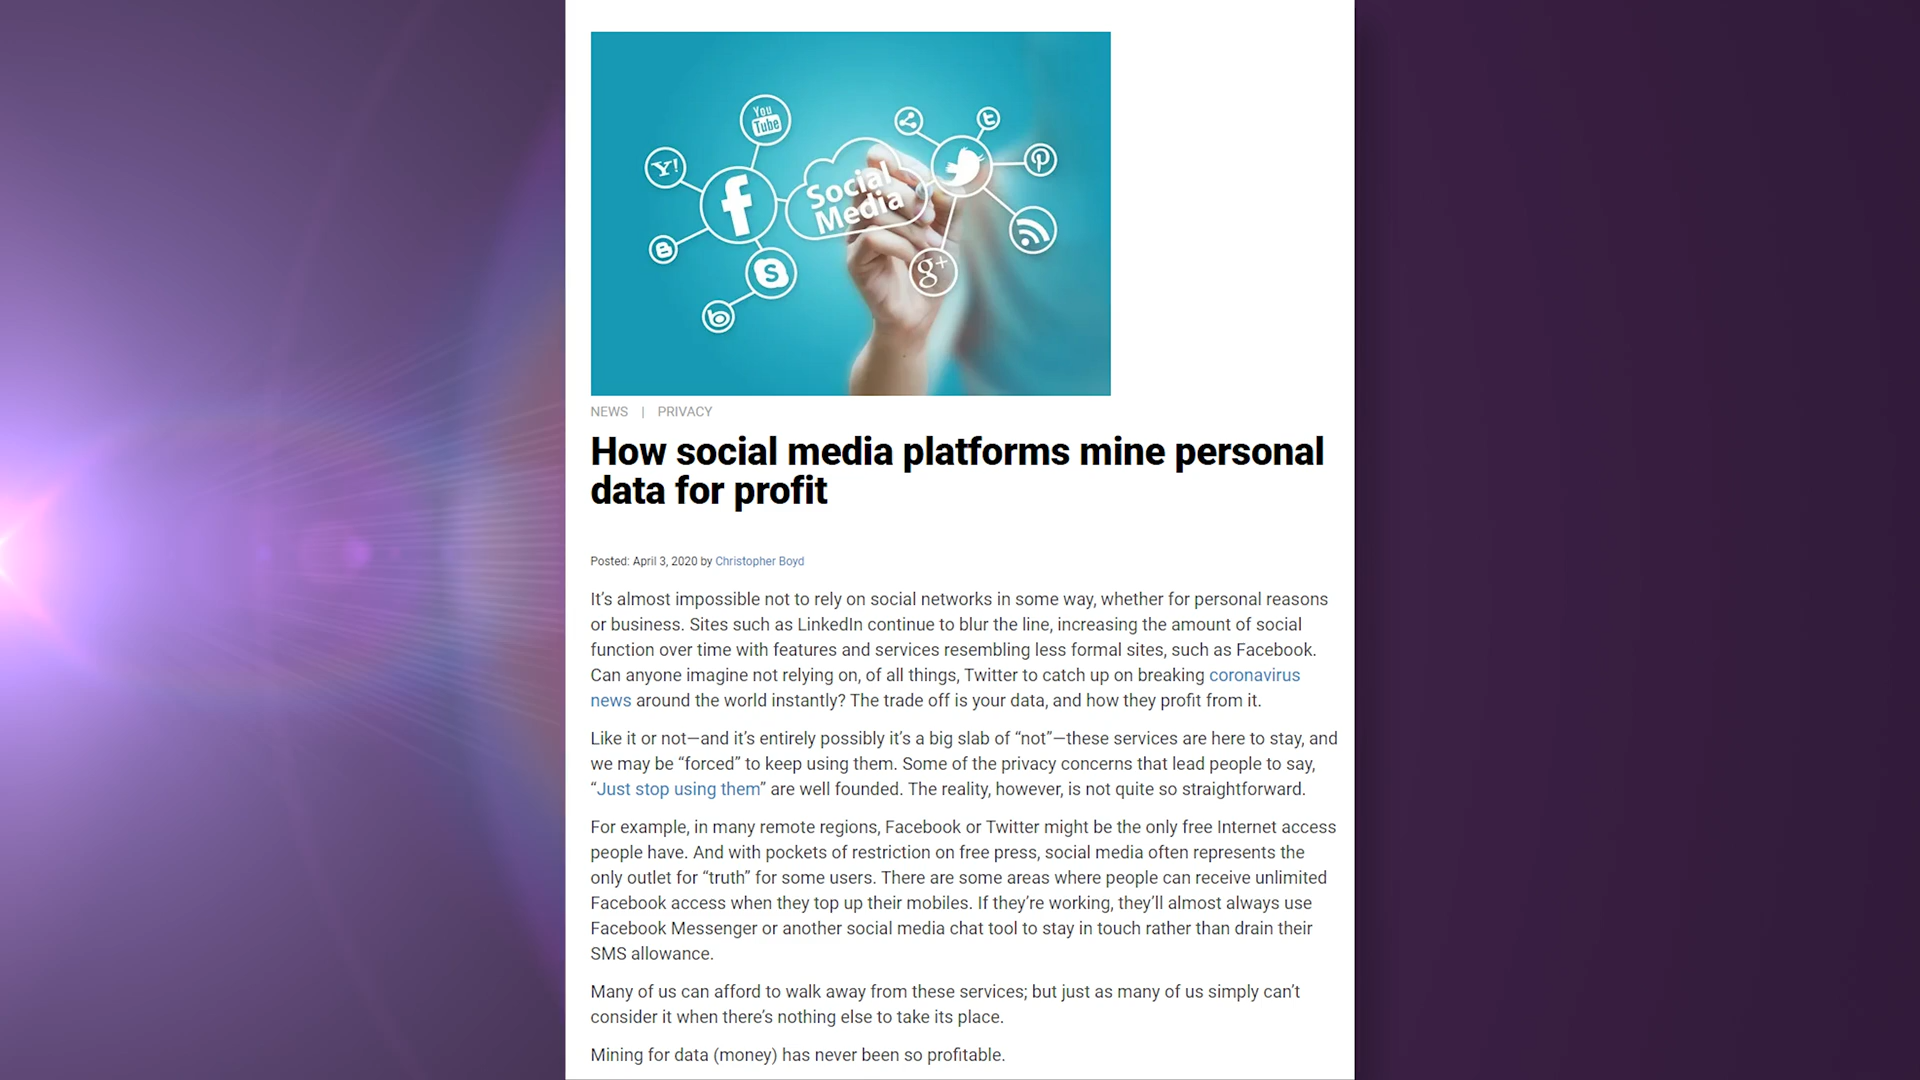 You
Tube
Y!
f
B
S
b
Social
Media
t
g+
NEWS | PRIVACY
How social media platforms mine personal
data for profit
Posted: April 3, 2020 by Christopher Boyd
It’s almost impossible not to rely on social networks in some way, whether for personal reasons
or business. Sites such as LinkedIn continue to blur the line, increasing the amount of social
function over time with features and services resembling less formal sites, such as Facebook.
Can anyone imagine not relying on, of all things, Twitter to catch up on breaking coronavirus
news around the world instantly? The trade off is your data, and how they profit from it.
Like it or not—and it’s entirely possibly it’s a big slab of “not”—these services are here to stay, and
we may be “forced” to keep using them. Some of the privacy concerns that lead people to say,
“Just stop using them” are well founded. The reality, however, is not quite so straightforward.
For example, in many remote regions, Facebook or Twitter might be the only free Internet access
people have. And with pockets of restriction on free press, social media often represents the
only outlet for “truth” for some users. There are some areas where people can receive unlimited
Facebook access when they top up their mobiles. If they’re working, they’ll almost always use
Facebook Messenger or another social media chat tool to stay in touch rather than drain their
SMS allowance.
Many of us can afford to walk away from these services; but just as many of us simply can’t
consider it when there’s nothing else to take its place.
Mining for data (money) has never been so profitable.